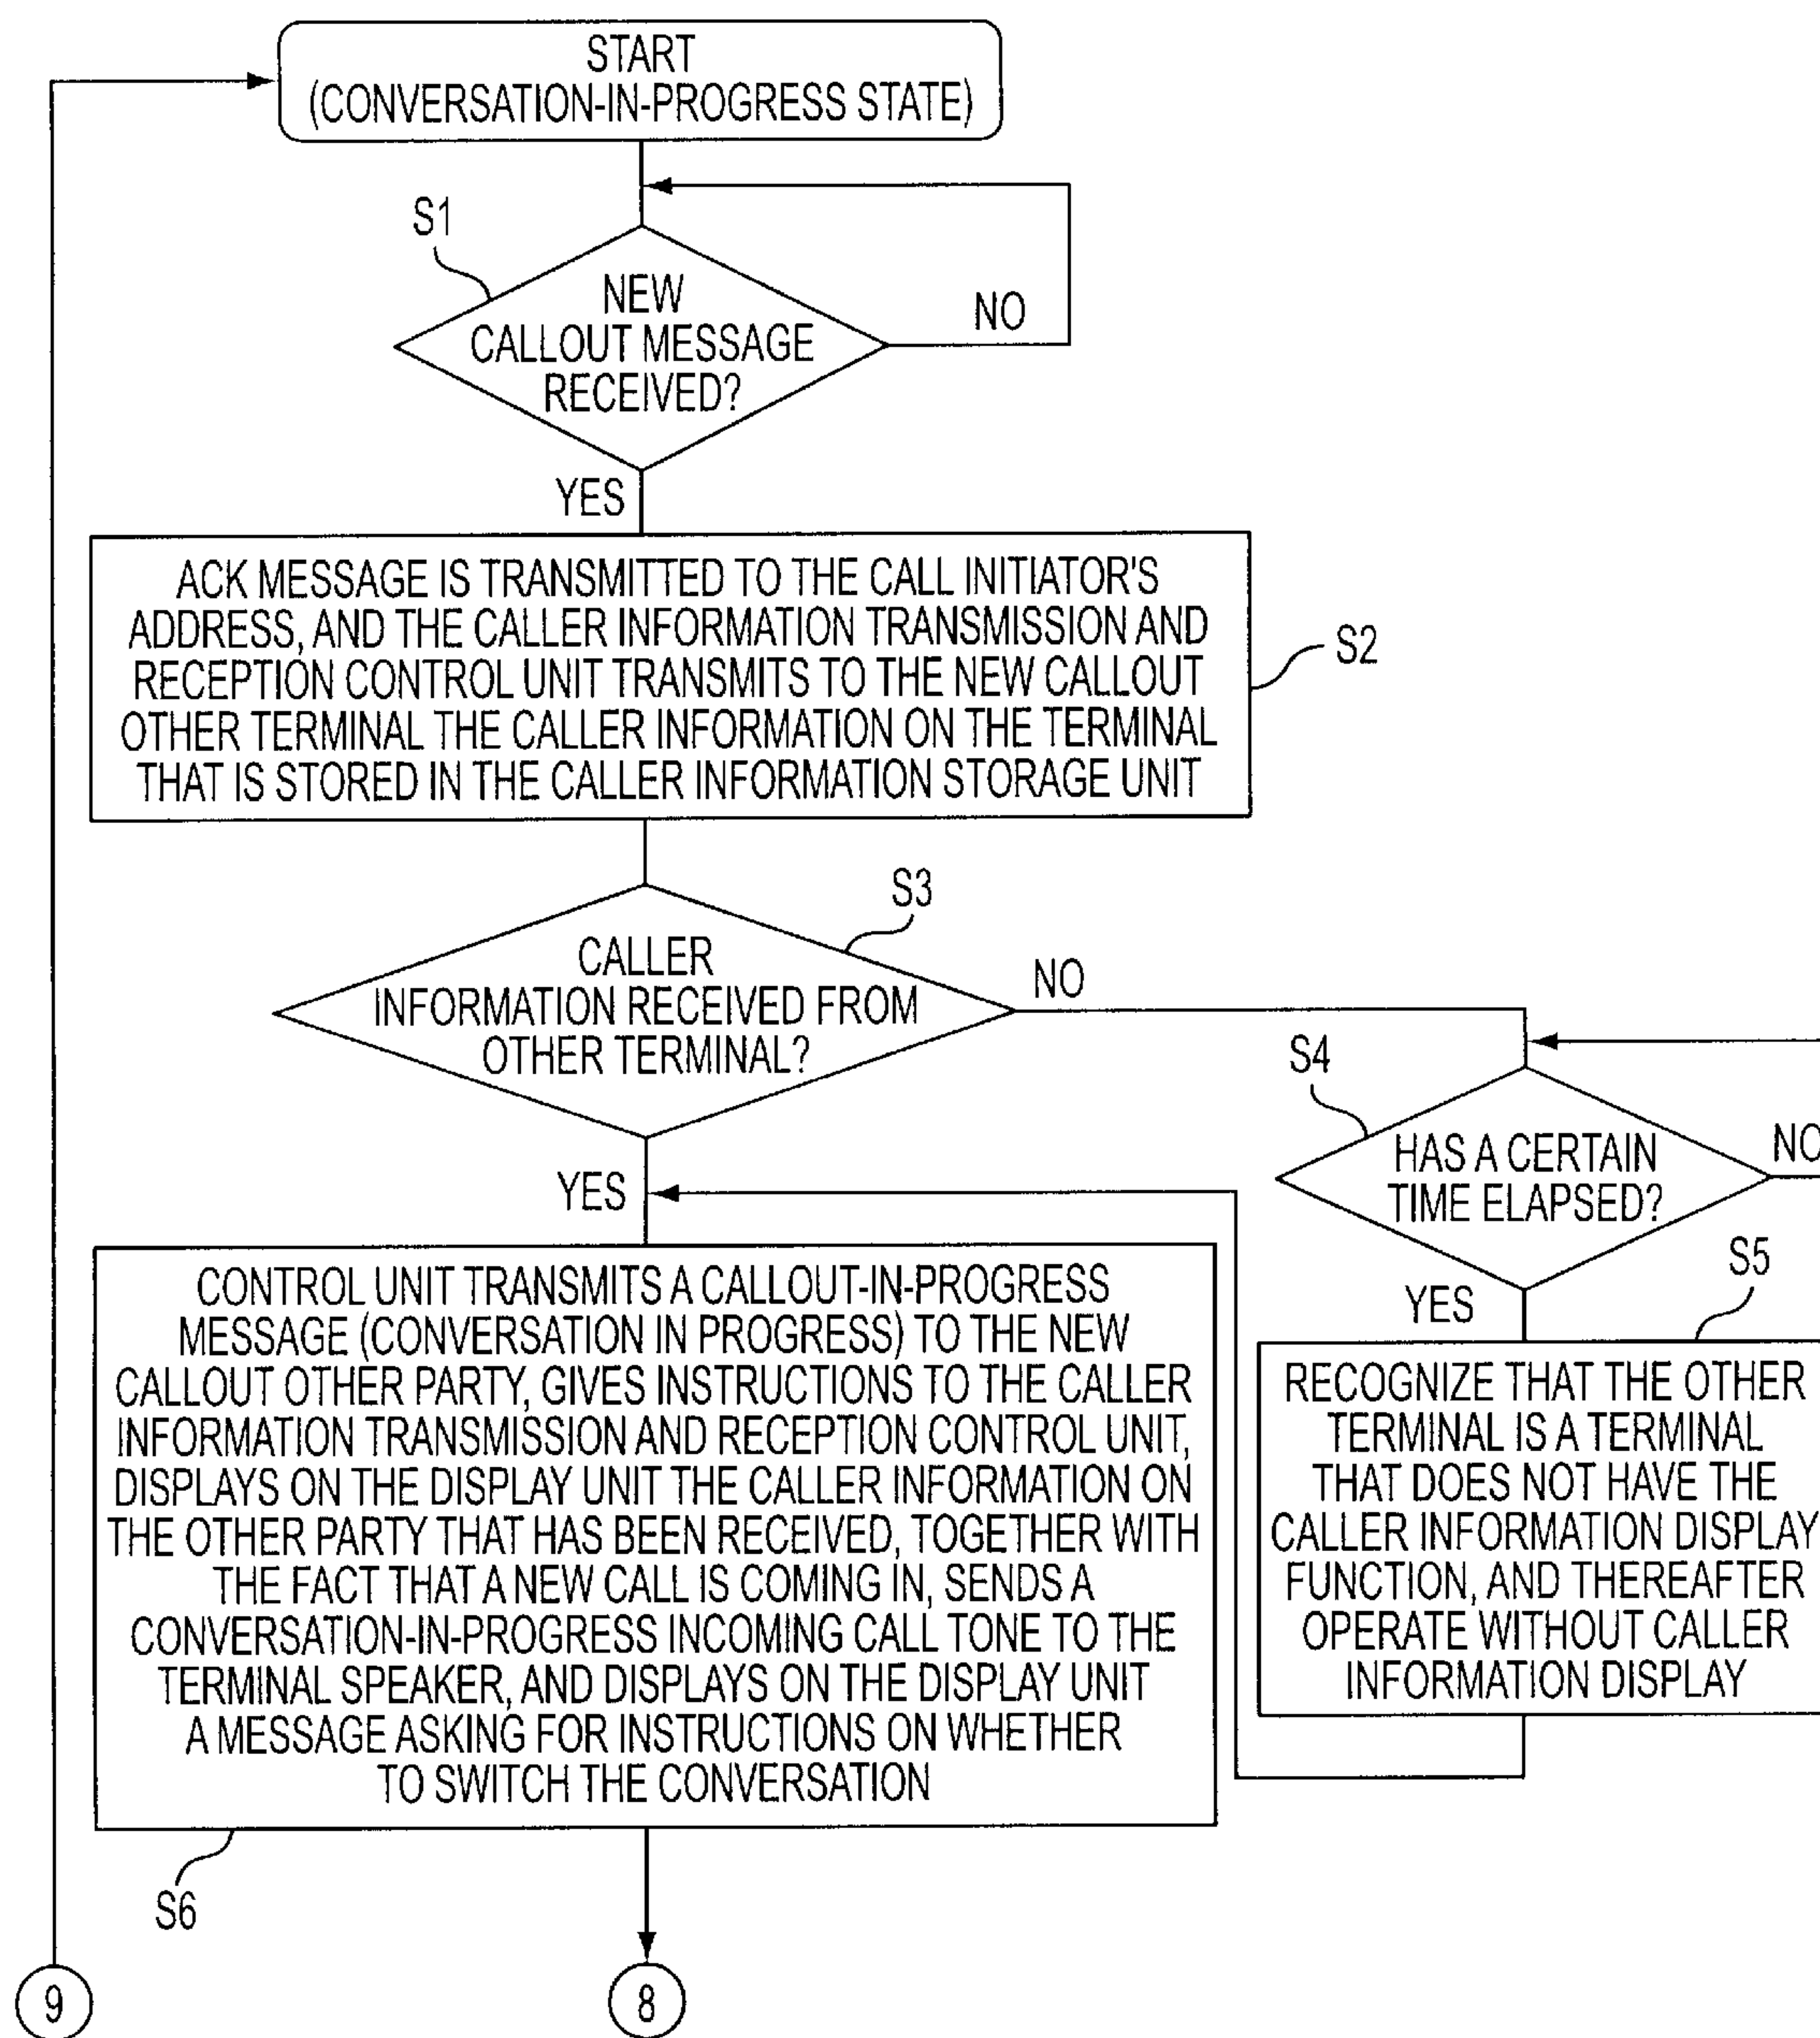 START
(CONVERSATION-IN-PROGRESS STATE)
S1
NEW
CALLOUT MESSAGE
RECEIVED?
NO
YES
ACK MESSAGE IS TRANSMITTED TO THE CALL INITIATOR'S
ADDRESS, AND THE CALLER INFORMATION TRANSMISSION AND
RECEPTION CONTROL UNIT TRANSMITS TO THE NEW CALLOUT
OTHER TERMINAL THE CALLER INFORMATION ON THE TERMINAL
THAT IS STORED IN THE CALLER INFORMATION STORAGE UNIT
S2
S3
CALLER
INFORMATION RECEIVED FROM
OTHER TERMINAL?
NO
YES
S4
HAS A CERTAIN
TIME ELAPSED?
NO
YES
S5
RECOGNIZE THAT THE OTHER
TERMINAL IS A TERMINAL
THAT DOES NOT HAVE THE
CALLER INFORMATION DISPLAY
FUNCTION, AND THEREAFTER
OPERATE WITHOUT CALLER
INFORMATION DISPLAY
CONTROL UNIT TRANSMITS A CALLOUT-IN-PROGRESS
MESSAGE (CONVERSATION IN PROGRESS) TO THE NEW
CALLOUT OTHER PARTY, GIVES INSTRUCTIONS TO THE CALLER
INFORMATION TRANSMISSION AND RECEPTION CONTROL UNIT,
DISPLAYS ON THE DISPLAY UNIT THE CALLER INFORMATION ON
THE OTHER PARTY THAT HAS BEEN RECEIVED, TOGETHER WITH
THE FACT THAT A NEW CALL IS COMING IN, SENDS A
CONVERSATION-IN-PROGRESS INCOMING CALL TONE TO THE
TERMINAL SPEAKER, AND DISPLAYS ON THE DISPLAY UNIT
A MESSAGE ASKING FOR INSTRUCTIONS ON WHETHER
TO SWITCH THE CONVERSATION
S6
9
8